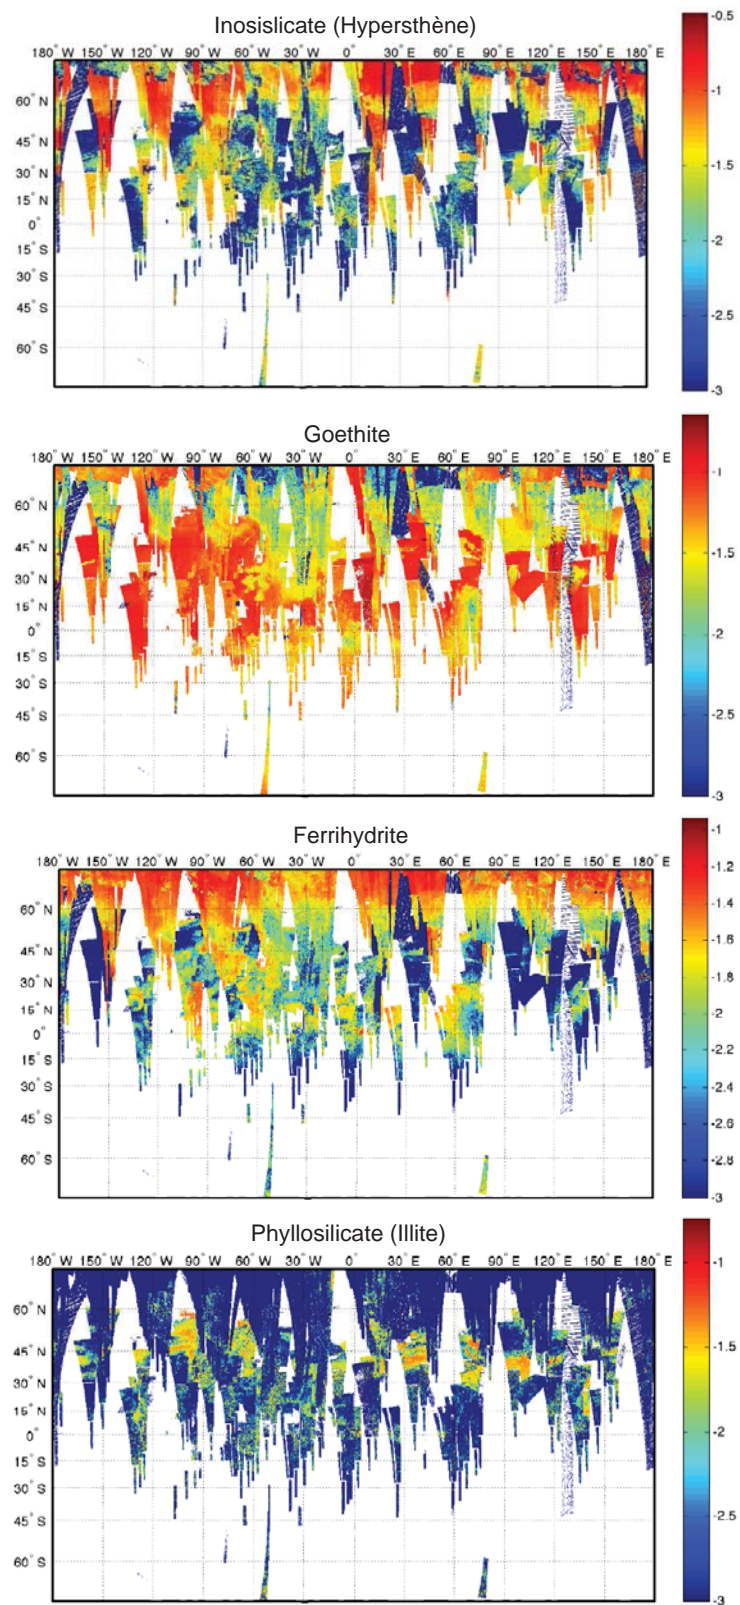 Inosislicate (Hypersthène)
180° W 150° W 120° W 90° W 60° W 30° W 0° 30° E 60° E 90° E 120° E 150° E 180° E
60° N
45° N
30° N
15° N
0°
15° S
30° S
45° S
60° S
-0.5
-1
-1.5
-2
-2.5
-3
Goethite
180° W 150° W 120° W 90° W 60° W 30° W 0° 30° E 60° E 90° E 120° E 150° E 180° E
60° N
45° N
30° N
15° N
0°
15° S
30° S
45° S
60° S
-1
-1.5
-2
-2.5
-3
Ferrihydrite
180° W 150° W 120° W 90° W 60° W 30° W 0° 30° E 60° E 90° E 120° E 150° E 180° E
60° N
45° N
30° N
15° N
0°
15° S
30° S
45° S
60° S
-1
-1.2
-1.4
-1.6
-1.8
-2
-2.2
-2.4
-2.6
-2.8
-3
Phyllosilicate (Illite)
180° W 150° W 120° W 90° W 60° W 30° W 0° 30° E 60° E 90° E 120° E 150° E 180° E
60° N
45° N
30° N
15° N
0°
15° S
30° S
45° S
60° S
-1
-1.5
-2
-2.5
-3